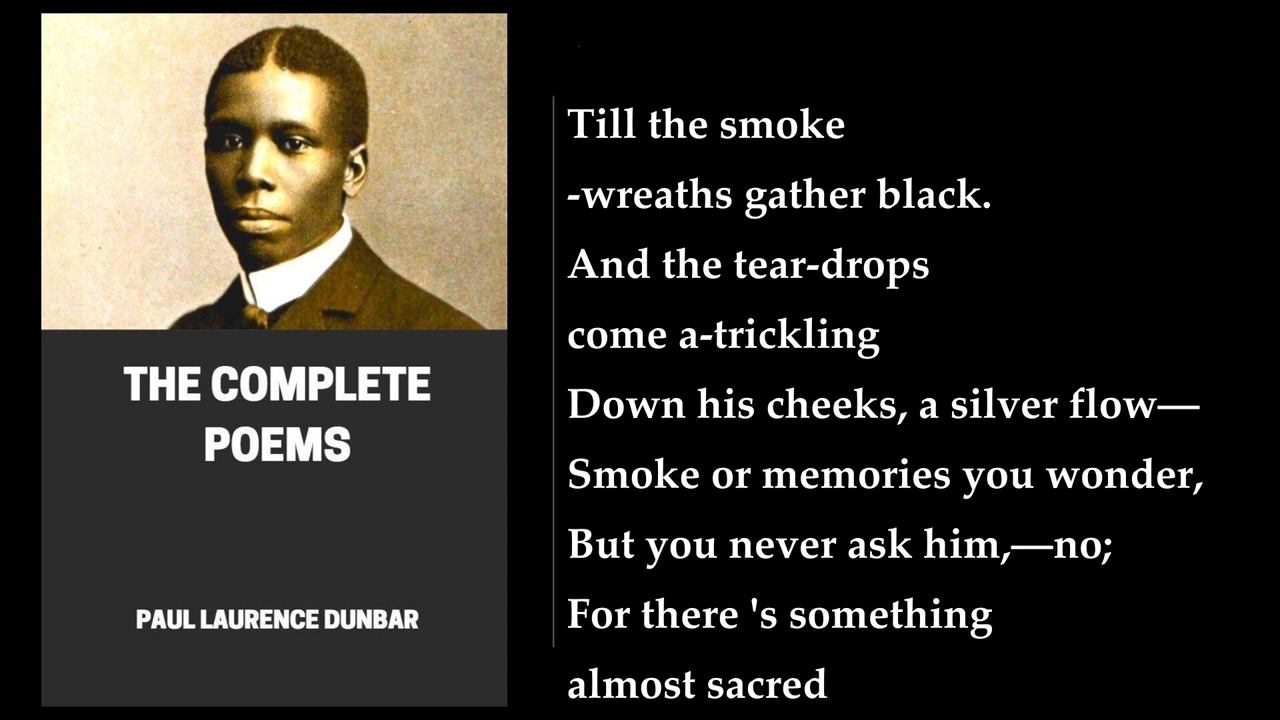 THE COMPLETE
POEMS
PAUL LAURENCE DUNBAR
Till the smoke
-wreaths gather black.
And the tear-drops
come a-trickling
Down his cheeks, a silver flow—
Smoke or memories you wonder,
But you never ask him,—no;
For there 's something
almost sacred